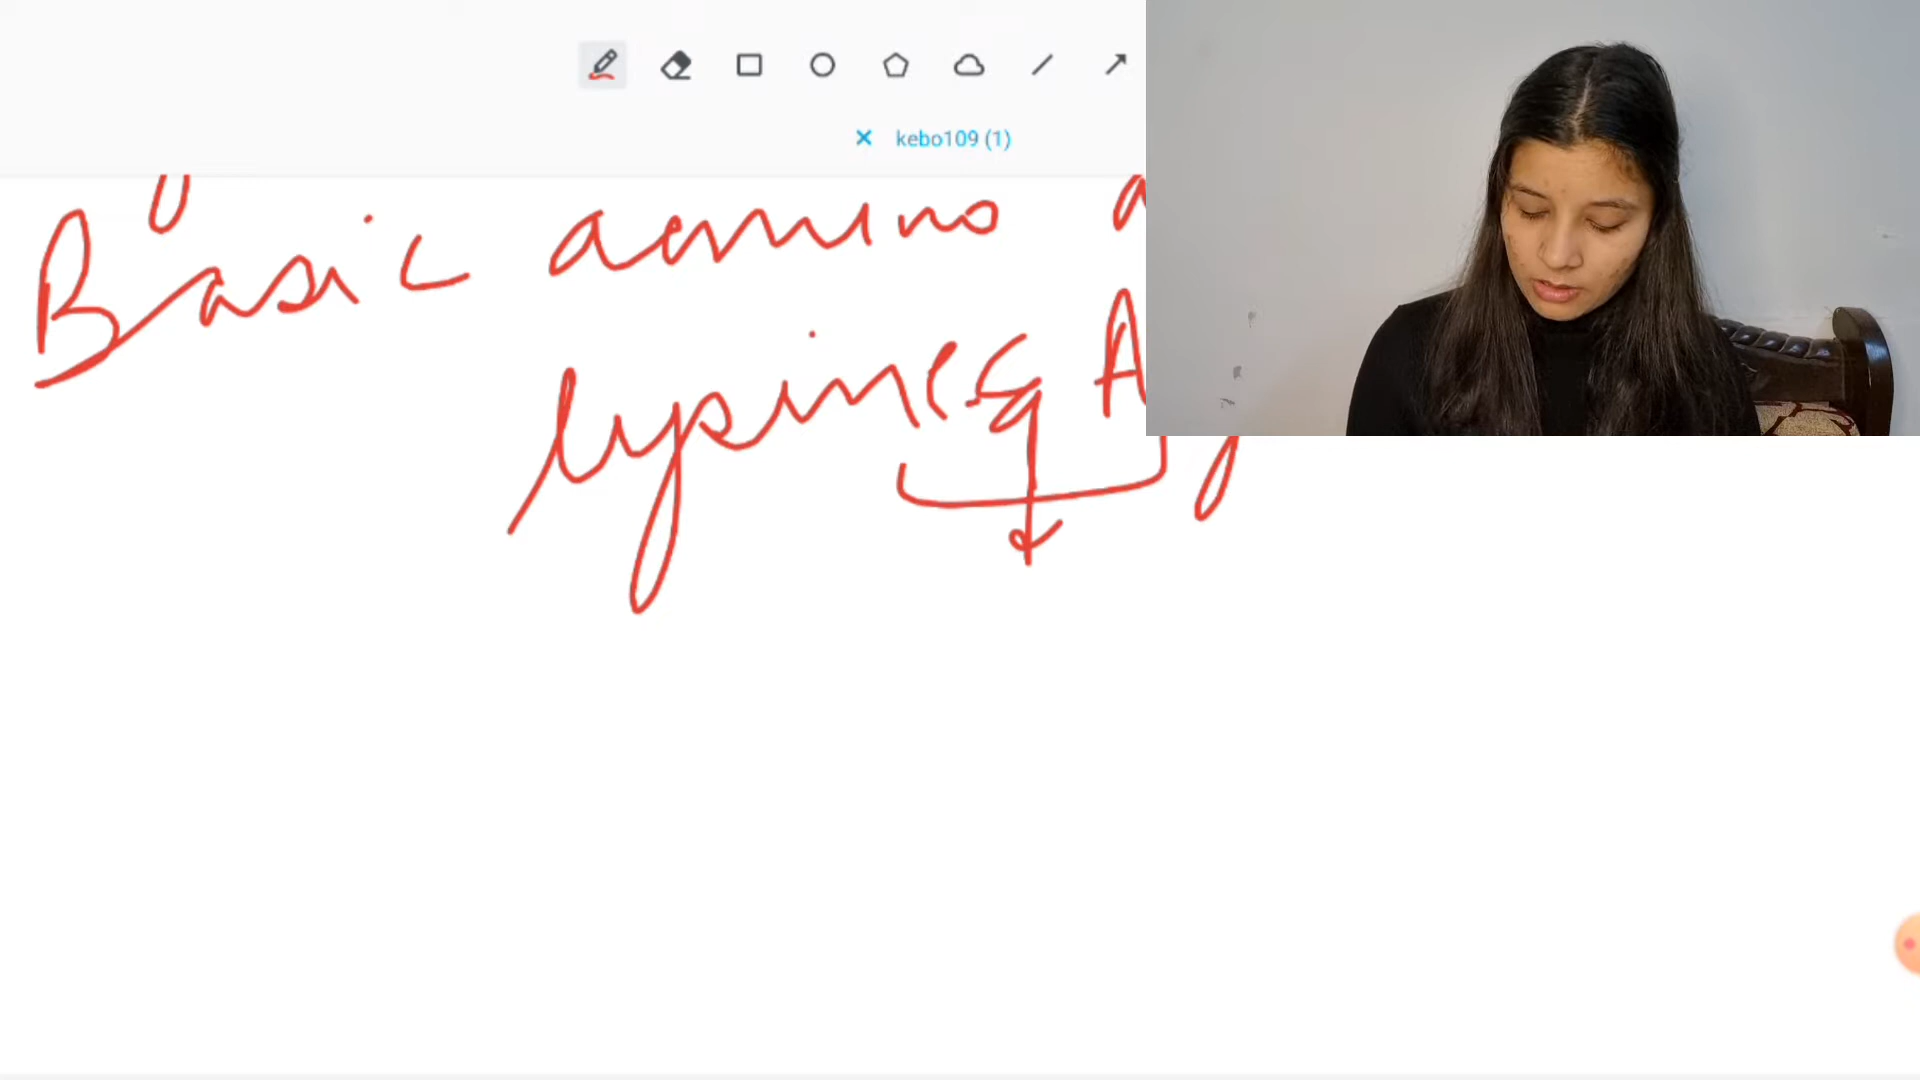 kebo109 (1)
Basic amino a
lysine & A